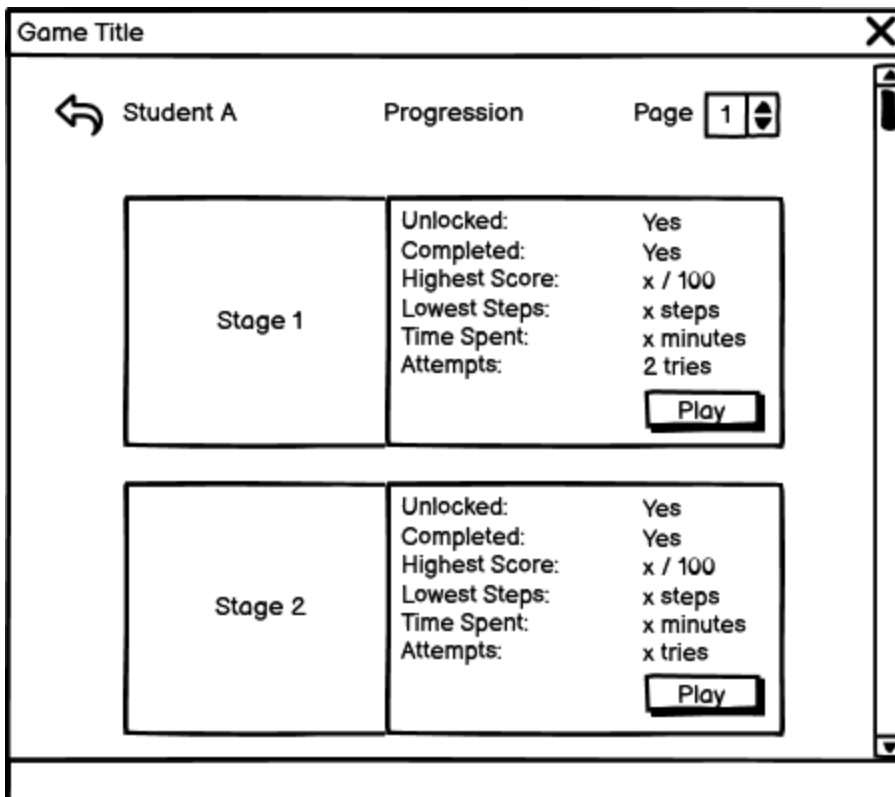 Game Title
Student A Progression Page 1
Stage 1
Unlocked: Yes
Completed: Yes
Highest Score: x / 100
Lowest Steps: x steps
Time Spent: x minutes
Attempts: 2 tries
Play
Stage 2
Unlocked: Yes
Completed: Yes
Highest Score: x / 100
Lowest Steps: x steps
Time Spent: x minutes
Attempts: x tries
Play